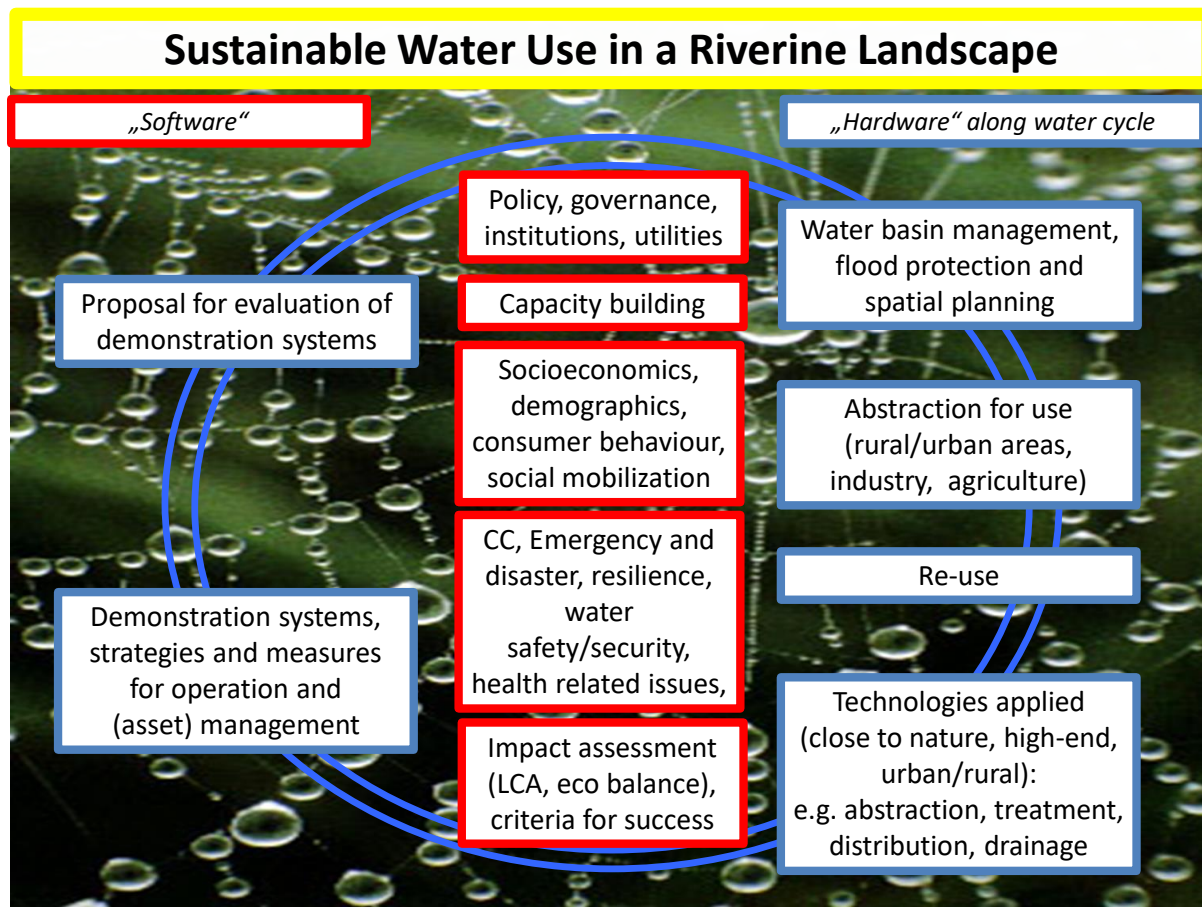 Sustainable Water Use in a Riverine Landscape
„Software“
„Hardware“ along water cycle
Policy, governance,
institutions, utilities
Capacity building
Socioeconomics,
demographics,
consumer behaviour,
social mobilization
CC, Emergency and
disaster, resilience,
water
safety/security,
health related issues,
Impact assessment
(LCA, eco balance),
criteria for success
Water basin management,
flood protection and
spatial planning
Abstraction for use
(rural/urban areas,
industry,  agriculture)
Re-use
Technologies applied
(close to nature, high-end,
urban/rural):
e.g. abstraction, treatment,
distribution, drainage
Demonstration systems,
strategies and measures
for operation and
(asset) management
Proposal for evaluation of
demonstration systems